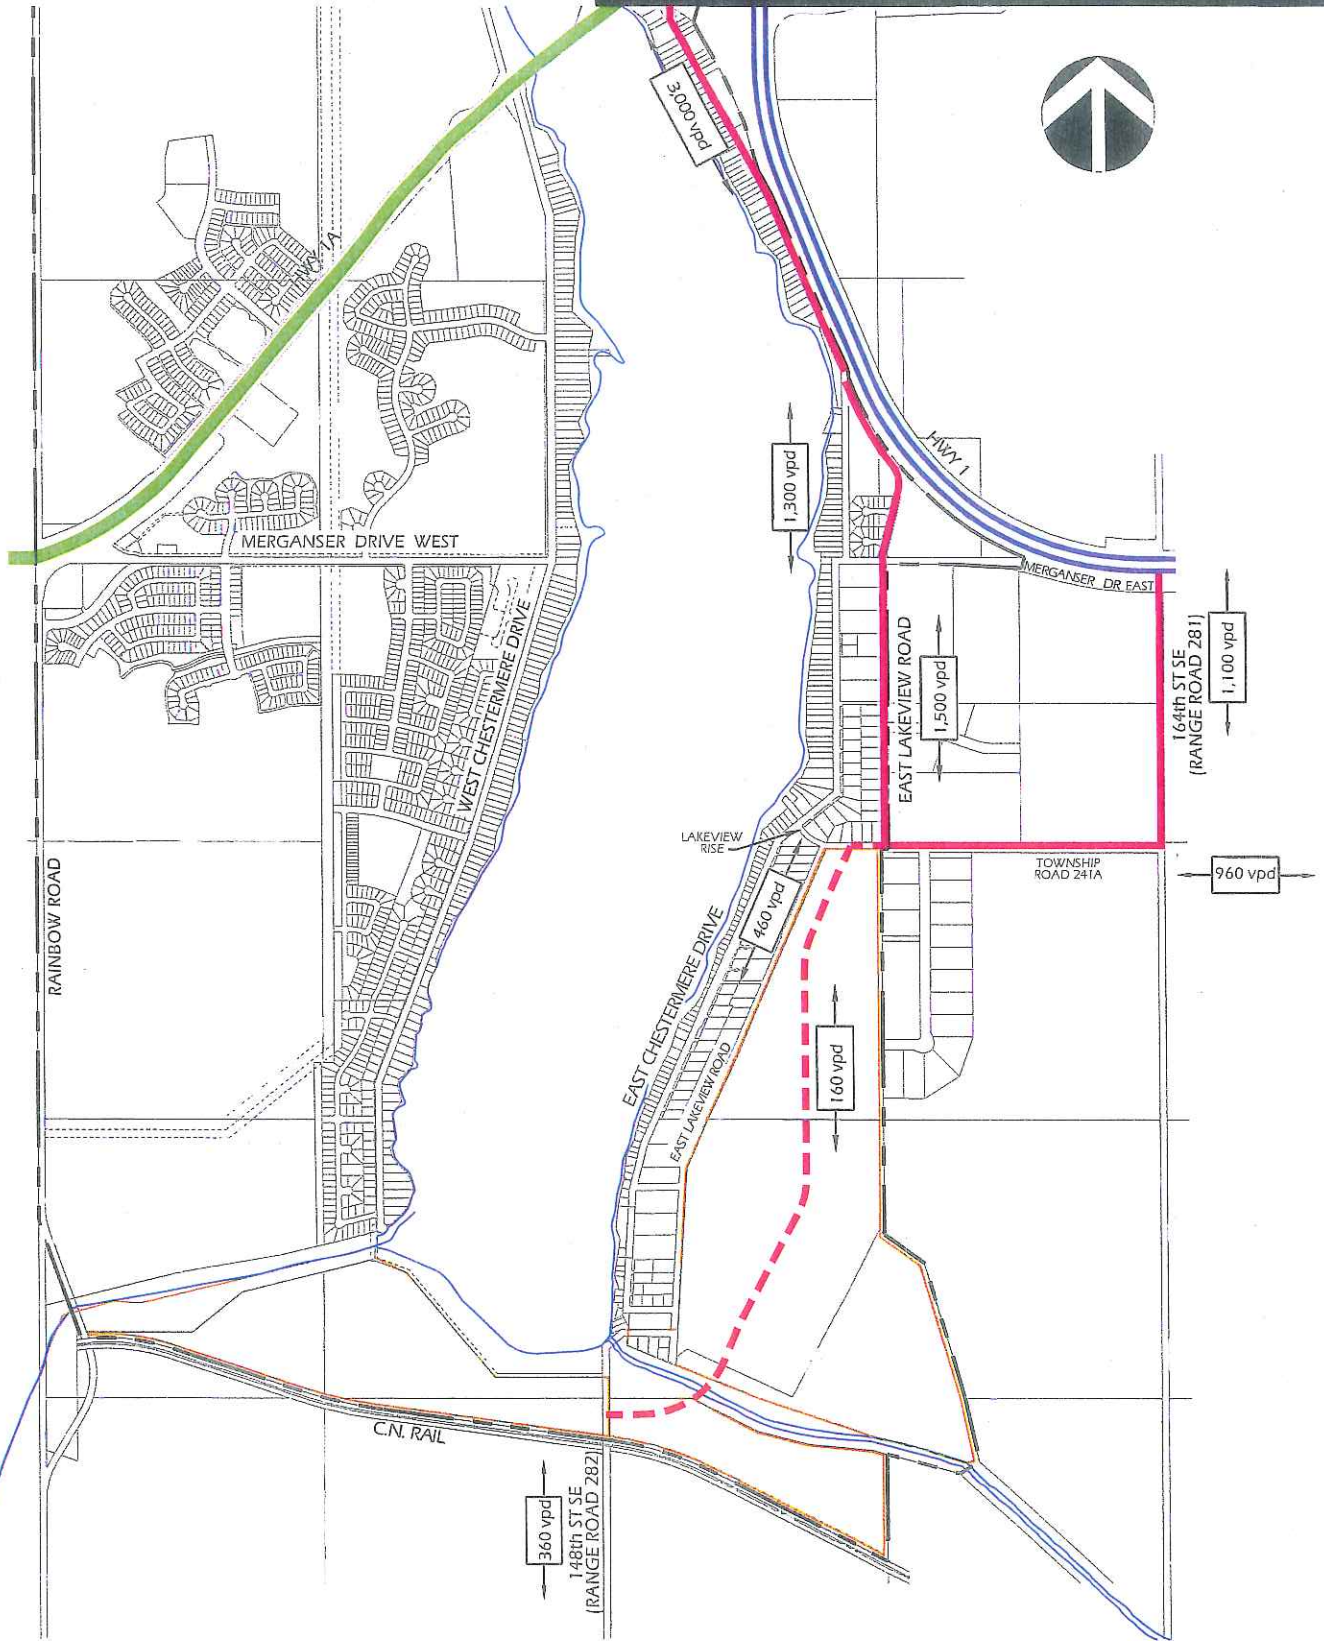 3,000 vpd
HWY 1A
1,300 vpd
HWY 1
MERGANSER DRIVE WEST
MERGANSER DR EAST
WEST CHESTERMERE DRIVE
EAST LAKEVIEW ROAD
1,500 vpd
164th ST SE
(RANGE ROAD 281)
1,100 vpd
LAKEVIEW
RISE
TOWNSHIP
ROAD 241A
960 vpd
460 vpd
RAINBOW ROAD
EAST CHESTERMERE DRIVE
EAST LAKEVIEW ROAD
160 vpd
C.N. RAIL
360 vpd
148th ST SE
(RANGE ROAD 282)